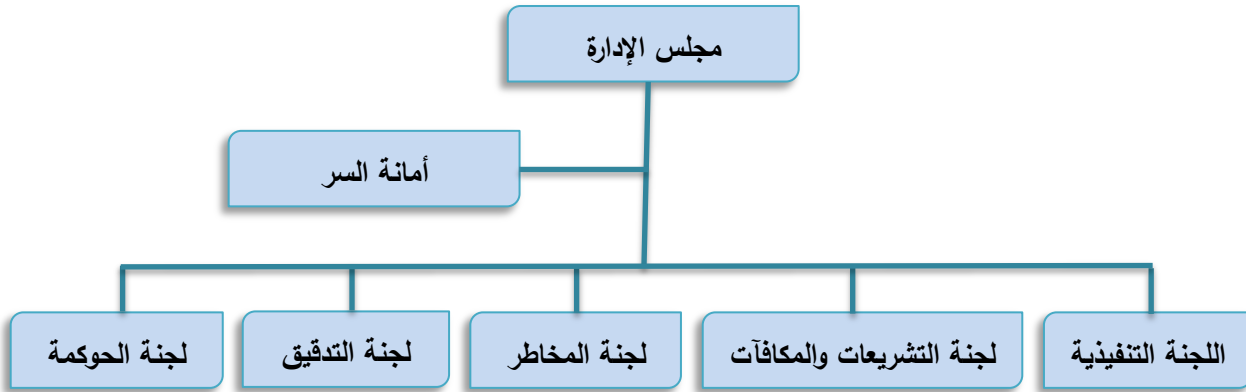 مجلس الإدارة
أمانة السر
اللجنة التنفيذية
لجنة التشريعات والمكافآت
لجنة المخاطر
لجنة التدقيق
لجنة الحوكمة